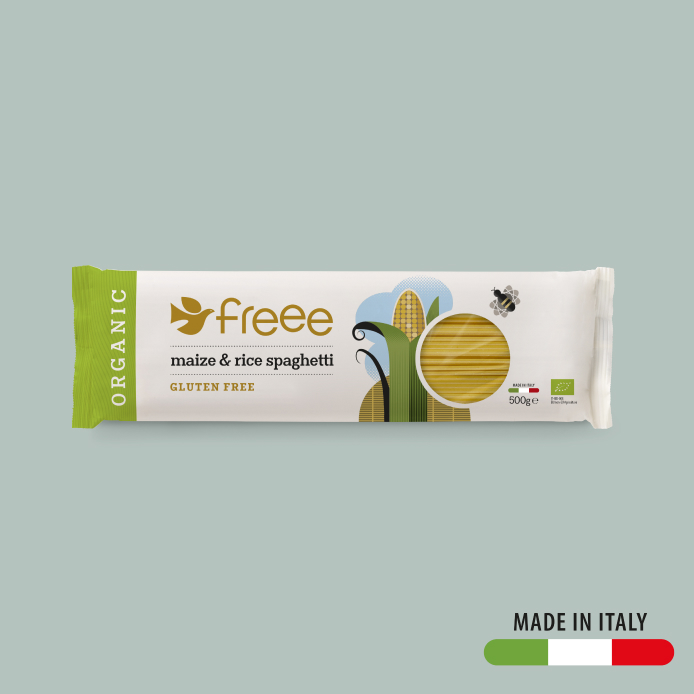 ORGANIC
freee
maize & rice spaghetti
GLUTEN FREE
MADE IN ITALY
500g e
MADE IN ITALY